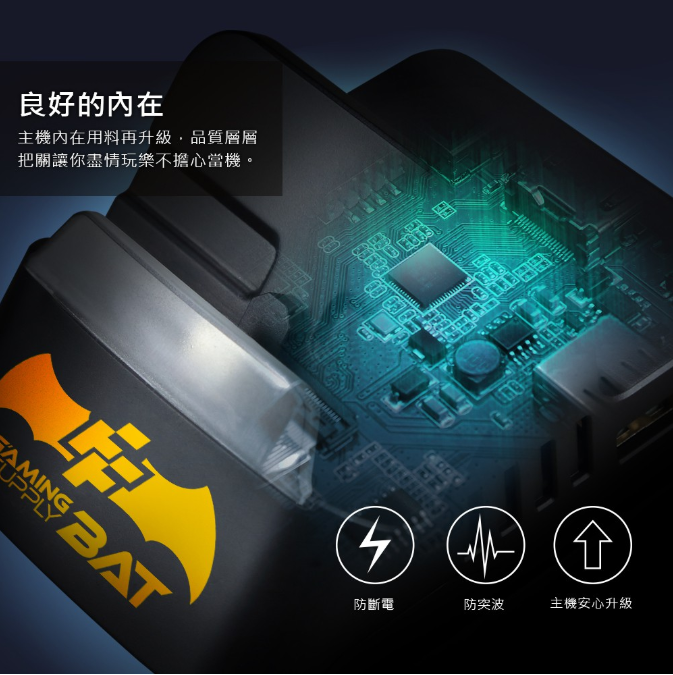 良好的內在
主機內在用料再升級，品質層層
把關讓你盡情玩樂不擔心當機。
GAMING
SUPPLY
BAT
防斷電
防突波
主機安心升級